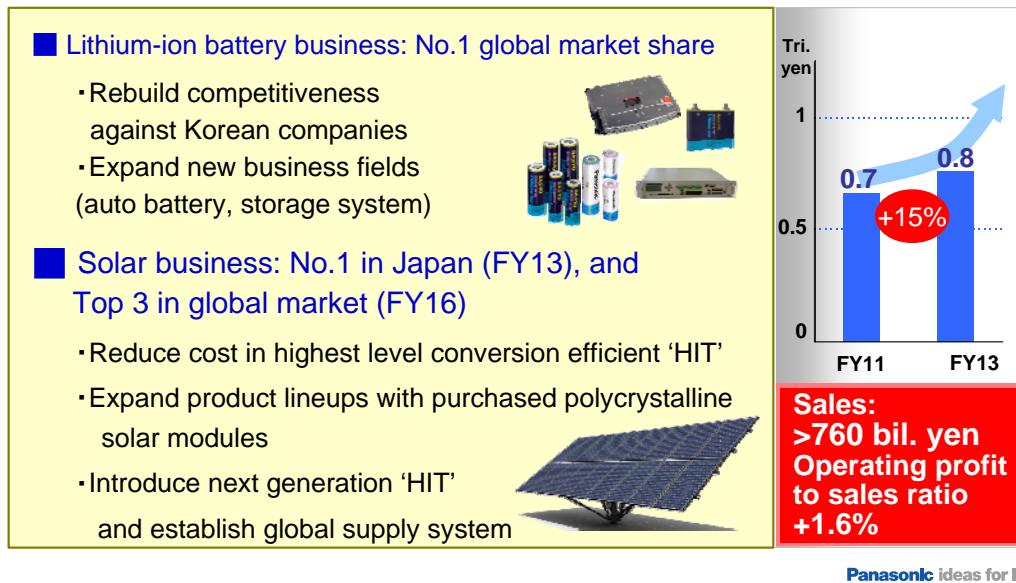 Lithium-ion battery business: No.1 global market share
・Rebuild competitiveness
against Korean companies
・Expand new business fields
(auto battery, storage system)
Solar business: No.1 in Japan (FY13), and
Top 3 in global market (FY16)
・Reduce cost in highest level conversion efficient ‘HIT’
・Expand product lineups with purchased polycrystalline
solar modules
・Introduce next generation ‘HIT’
and establish global supply system
Tri.
yen
1
0.5
0
0.7
0.8
+15%
FY11
FY13
Sales:
>760 bil. yen
Operating profit
to sales ratio
+1.6%
Panasonic ideas for